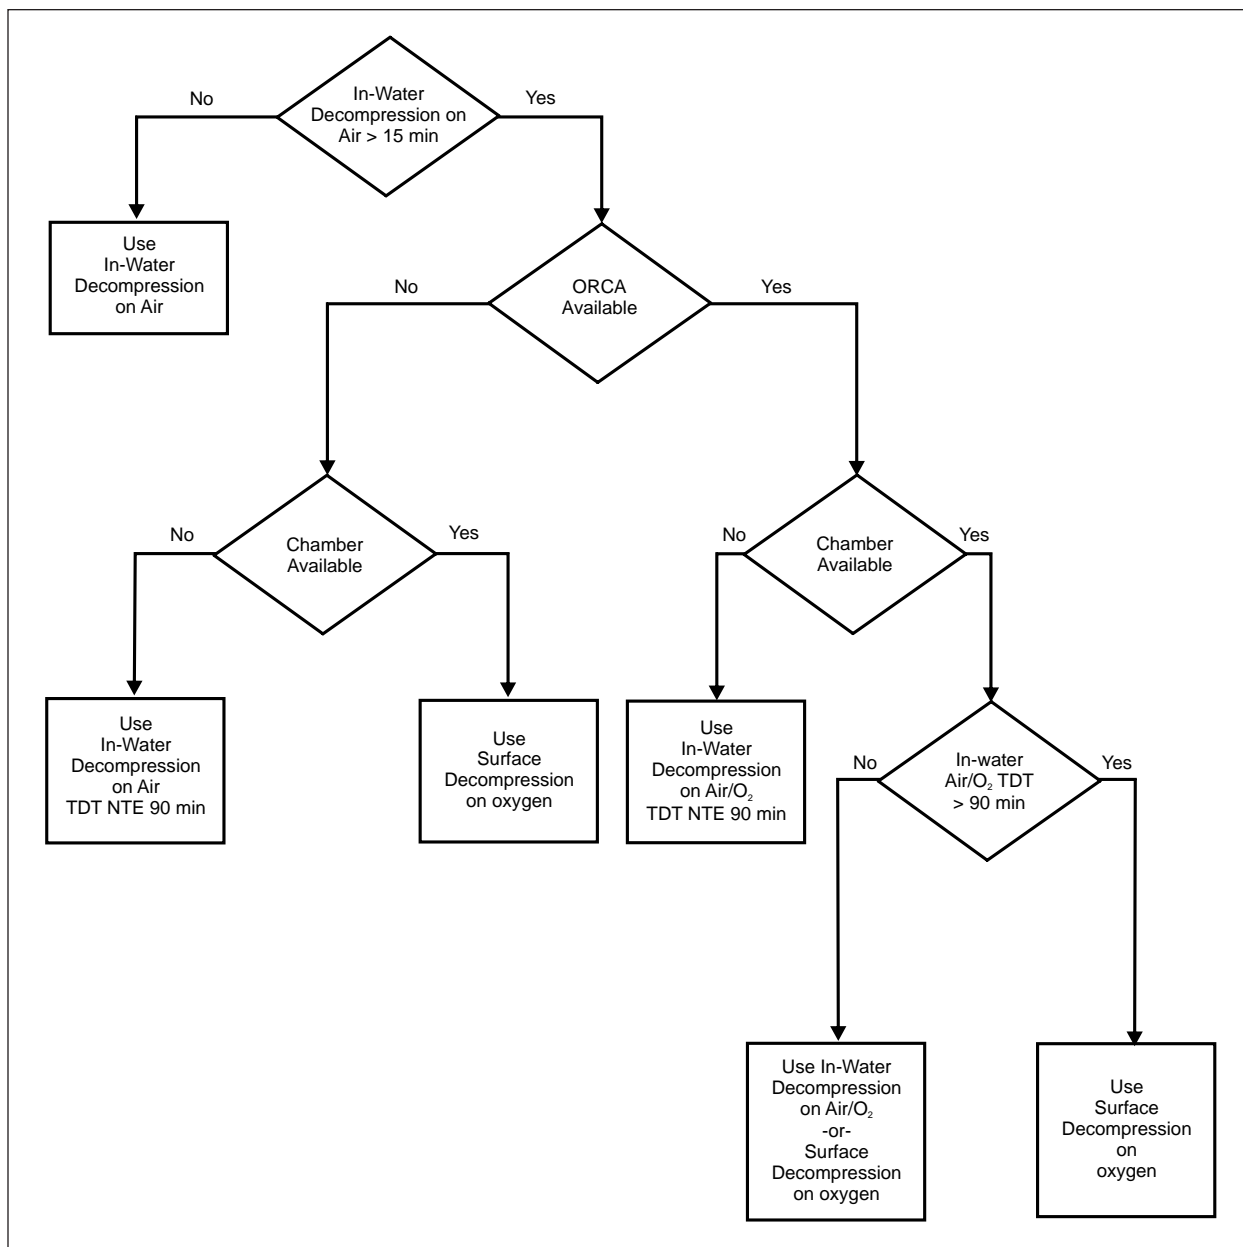 In-Water
Decompression on
Air > 15 min
No
Yes
Use
In-Water
Decompression
on Air
ORCA
Available
No
Yes
Chamber
Available
No
Yes
Chamber
Available
No
Yes
Use
In-Water
Decompression
on Air
TDT NTE 90 min
Use
Surface
Decompression
on oxygen
Use
In-Water
Decompression
on Air/O₂
TDT NTE 90 min
In-water
Air/O₂ TDT
> 90 min
No
Yes
Use In-Water
Decompression
on Air/O₂
-or-
Surface
Decompression
on oxygen
Use
Surface
Decompression
on
oxygen